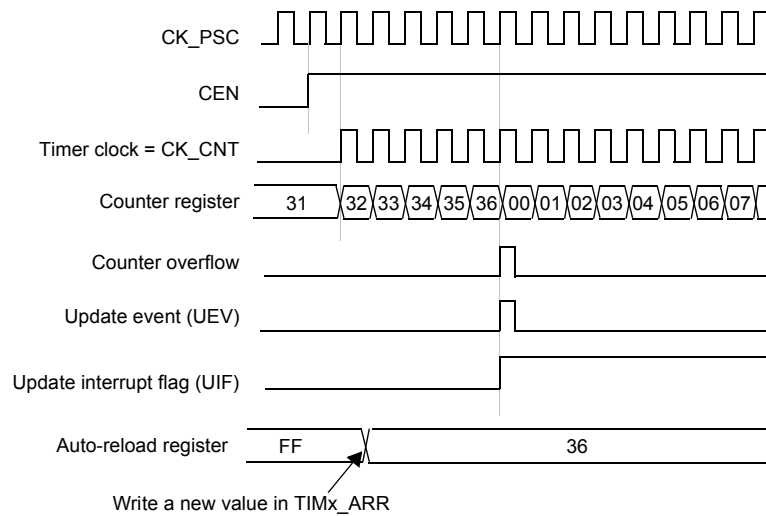 CK_PSC
CEN
Timer clock = CK_CNT
Counter register 31 32 33 34 35 36 00 01 02 03 04 05 06 07
Counter overflow
Update event (UEV)
Update interrupt flag (UIF)
Auto-reload register FF 36
Write a new value in TIMx_ARR